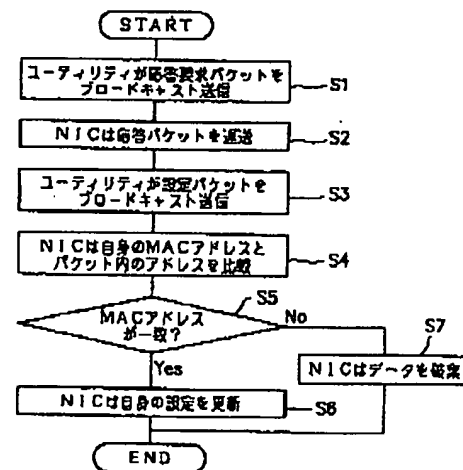 START
ユーティリティが応答要求パケットを
ブロードキャスト送信
S1
NICは応答パケットを返送
S2
ユーティリティが設定パケットを
ブロードキャスト送信
S3
NICは自身のMACアドレスと
パケット内のアドレスを比較
S4
S5
MACアドレス
が一致?
No
Yes
S7
NICはデータを破棄
NICは自身の設定を更新
S6
END